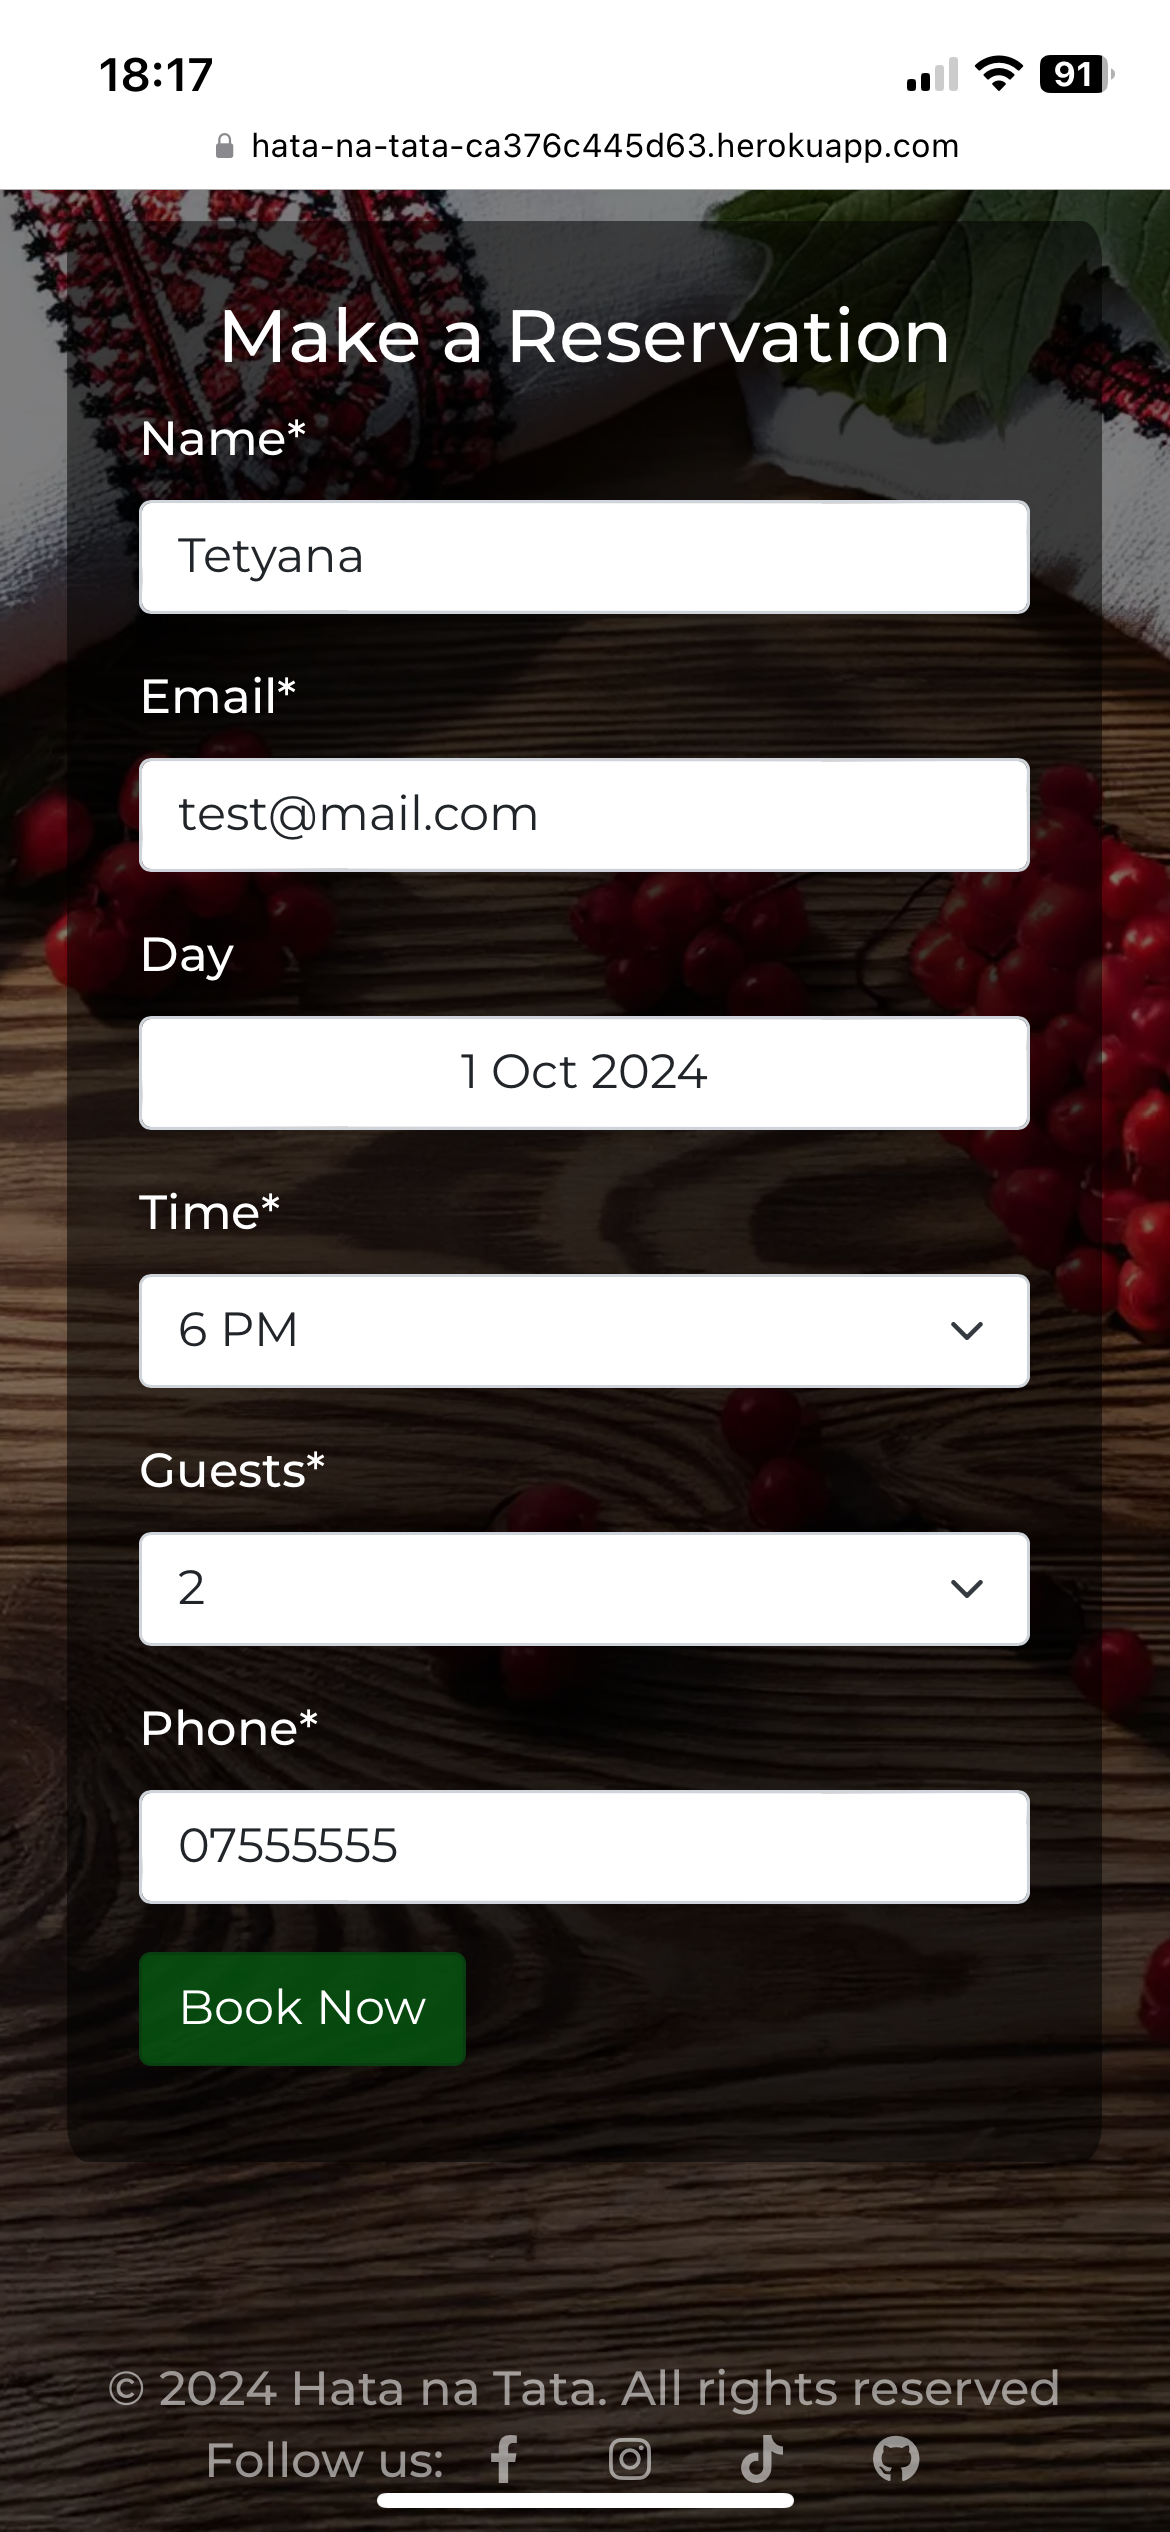 18:17
91
hata-na-tata-ca376c445d63.herokuapp.com
Make a Reservation
Name*
Tetyana
Email*
test@mail.com
Day
1 Oct 2024
Time*
6 PM
Guests*
2
Phone*
07555555
Book Now
© 2024 Hata na Tata. All rights reserved
Follow us: